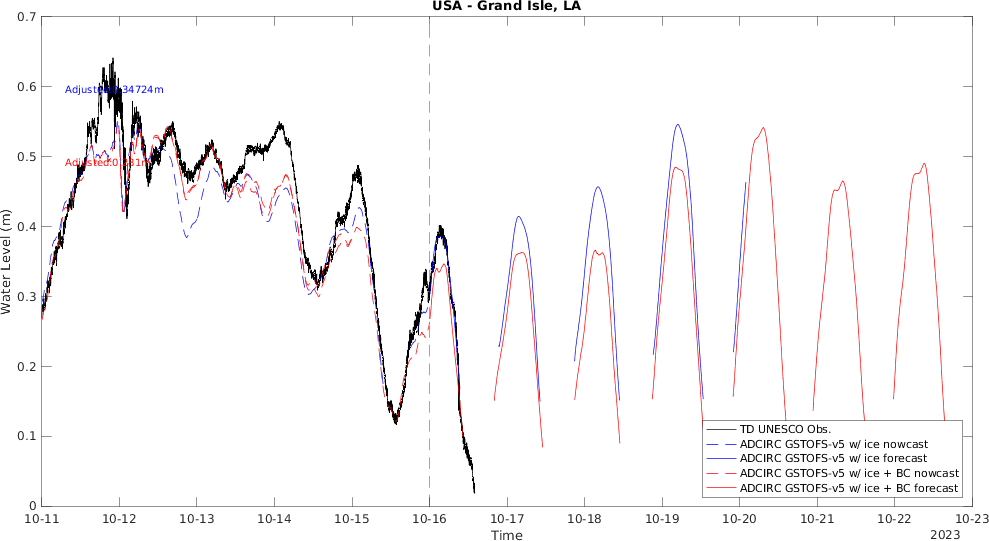 USA - Grand Isle, LA
0.7
0.6
0.5
0.4
0.3
0.2
0.1
0
Water Level (m)
Adjusted:0.34724m
TD UNESCO Obs.
ADCIRC GSTOFS-v5 w/ ice nowcast
ADCIRC GSTOFS-v5 w/ ice forecast
ADCIRC GSTOFS-v5 w/ ice + BC nowcast
ADCIRC GSTOFS-v5 w/ ice + BC forecast
10-11 10-12 10-13 10-14 10-15 10-16 10-17 10-18 10-19 10-20 10-21 10-22 10-23
Time
2023